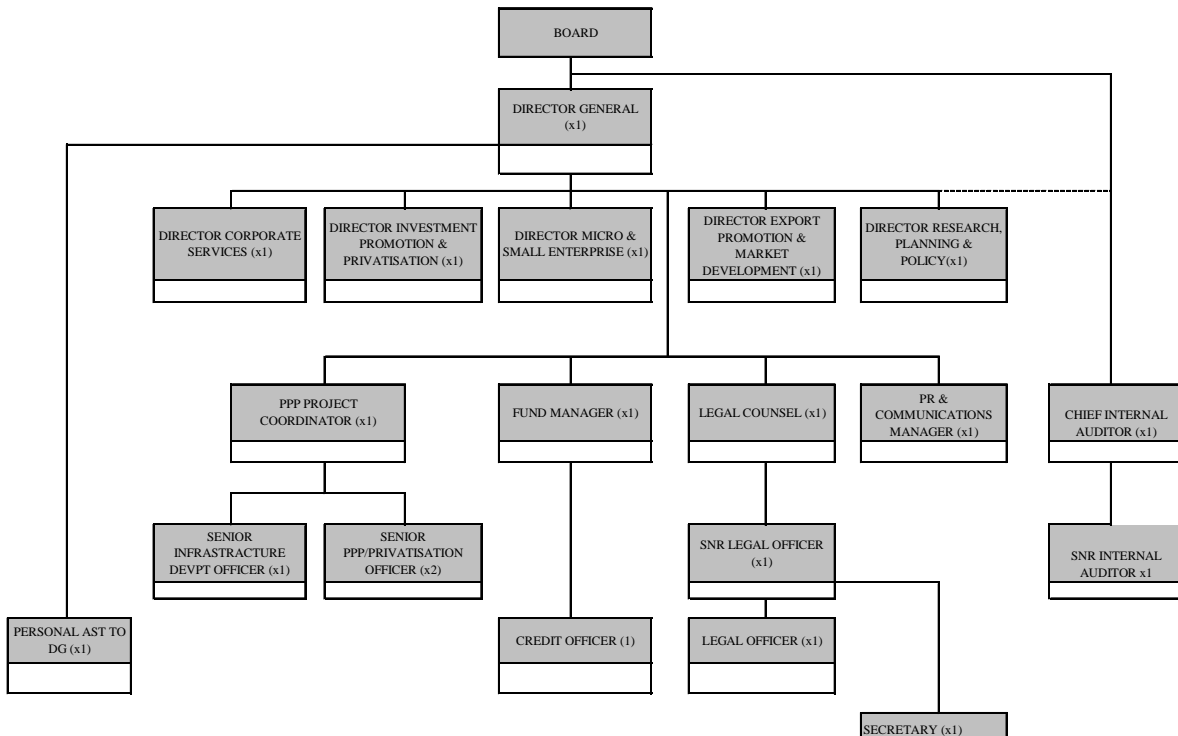 BOARD
DIRECTOR GENERAL
(x1)
DIRECTOR CORPORATE
SERVICES (x1)
DIRECTOR INVESTMENT
PROMOTION &
PRIVATISATION (x1)
DIRECTOR MICRO &
SMALL ENTERPRISE (x1)
DIRECTOR EXPORT
PROMOTION &
MARKET
DEVELOPMENT (x1)
DIRECTOR RESEARCH,
PLANNING &
POLICY(x1)
PPP PROJECT
COORDINATOR (x1)
FUND MANAGER (x1)
LEGAL COUNSEL (x1)
PR &
COMMUNICATIONS
MANAGER (x1)
CHIEF INTERNAL
AUDITOR (x1)
SENIOR
INFRASTRACTURE
DEVPT OFFICER (x1)
SENIOR
PPP/PRIVATISATION
OFFICER (x2)
SNR LEGAL OFFICER
(x1)
SNR INTERNAL
AUDITOR x1
PERSONAL AST TO
DG (x1)
CREDIT OFFICER (1)
LEGAL OFFICER (x1)
SECRETARY (x1)